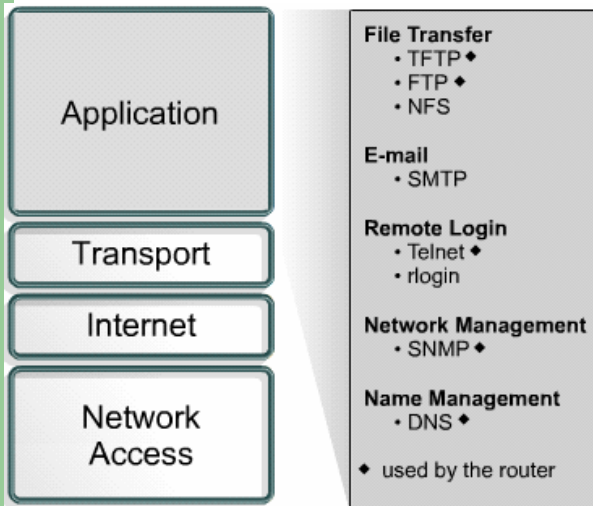 Application
Transport
Internet
Network
Access
File Transfer
• TFTP ◆
• FTP ◆
• NFS
E-mail
• SMTP
Remote Login
• Telnet ◆
• rlogin
Network Management
• SNMP ◆
Name Management
• DNS ◆
◆ used by the router